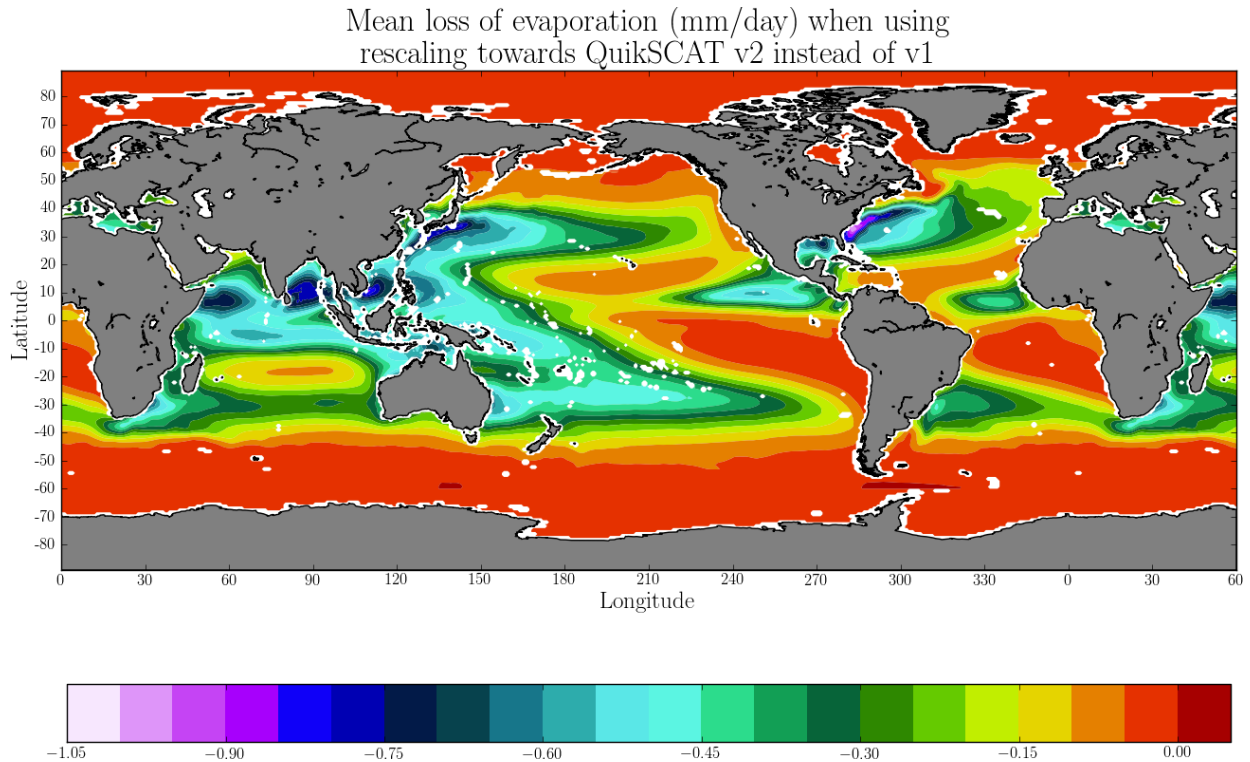 Mean loss of evaporation (mm/day) when using
rescaling towards QuikSCAT v2 instead of v1
Latitude
80
70
60
50
40
30
20
10
0
-10
-20
-30
-40
-50
-60
-70
-80
0 30 60 90 120 150 180 210 240 270 300 330 0 30 60
Longitude
−1.05 −0.90 −0.75 −0.60 −0.45 −0.30 −0.15 0.00